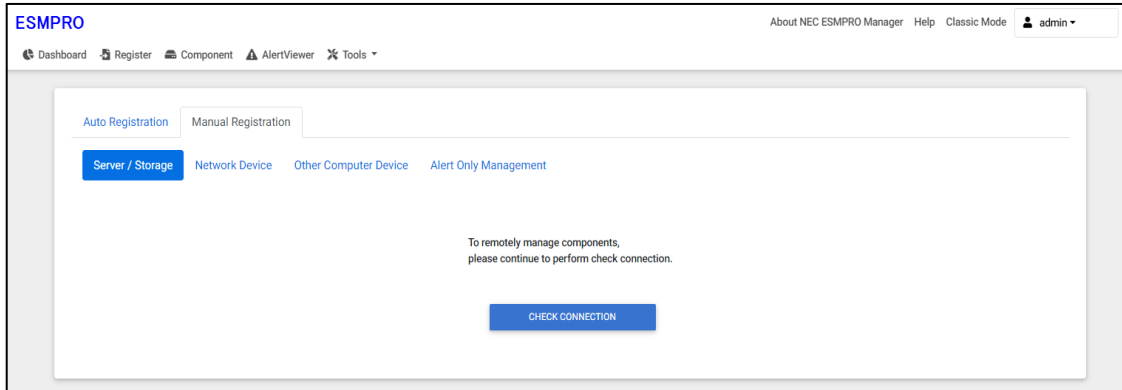 ESMPRO
About NEC ESMPRO Manager Help Classic Mode admin
Dashboard Register Component AlertViewer Tools
Auto Registration Manual Registration
Server / Storage Network Device Other Computer Device Alert Only Management
To remotely manage components,
please continue to perform check connection.
CHECK CONNECTION